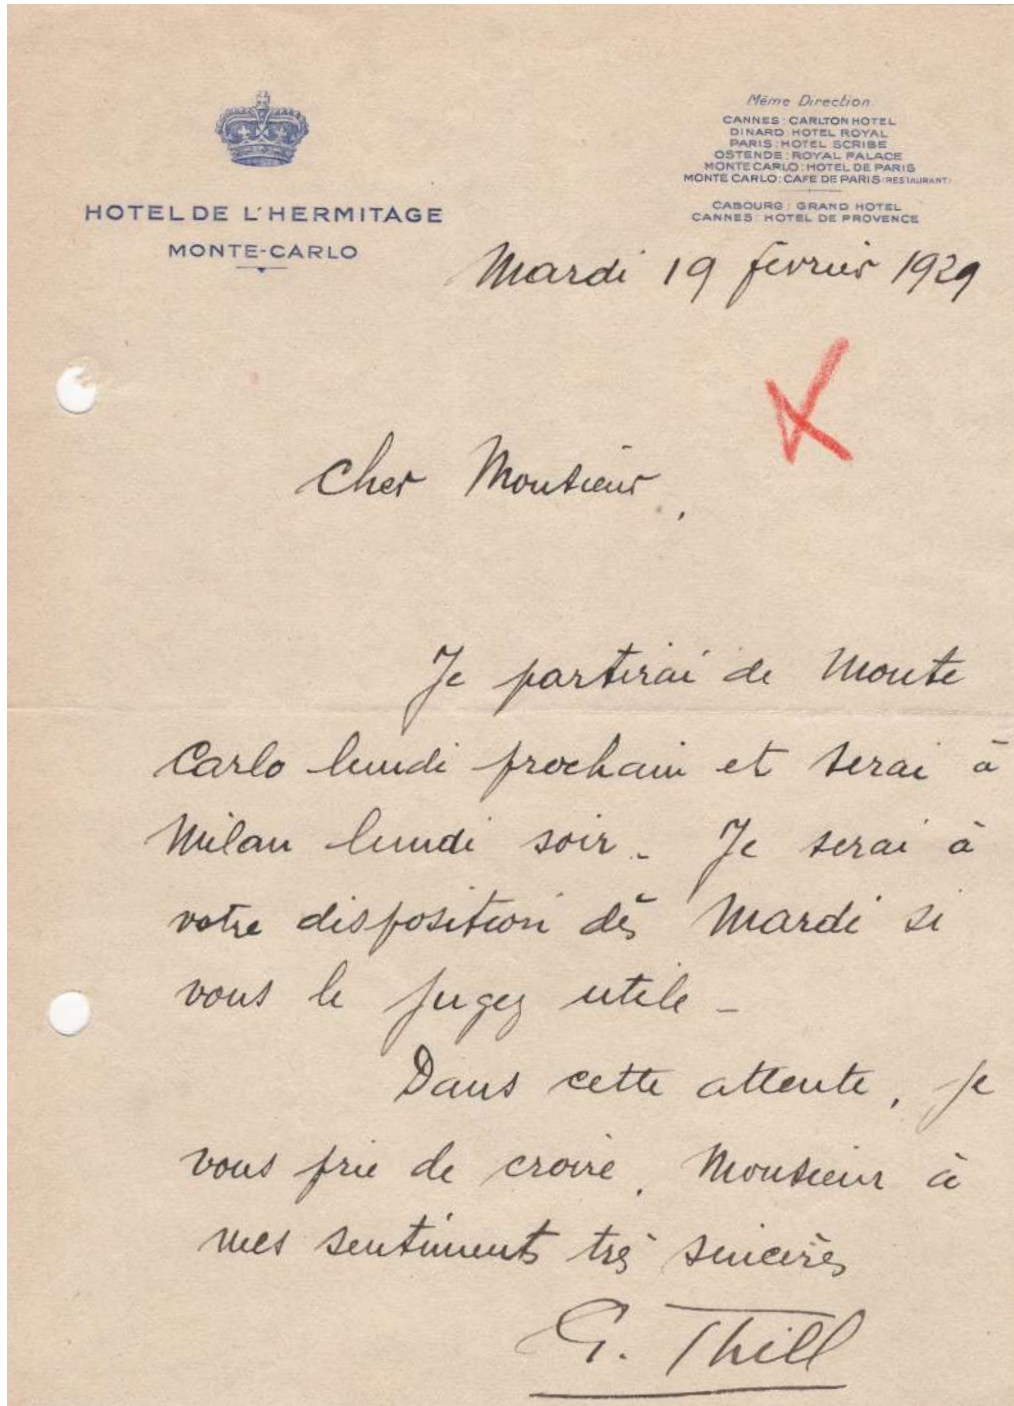 HOTEL DE L'HERMITAGE
MONTE-CARLO
Même Direction
CANNES : CARLTON HOTEL
DINARD : HOTEL ROYAL
PARIS : HOTEL SCRIBE
OSTENDE : ROYAL PALACE
MONTE CARLO : HOTEL DE PARIS
MONTE CARLO : CAFE DE PARIS (RESTAURANT)
CABOURG : GRAND HOTEL
CANNES : HOTEL DE PROVENCE
Mardi 19 février 1929
Cher Monsieur,
Je partirai de Monte
Carlo lundi prochain et serai à
Milan lundi soir. Je serai à
votre disposition dès Mardi si
vous le jugez utile -
Dans cette attente, je
vous prie de croire, Monsieur à
mes sentiments très sincères
G. Thill